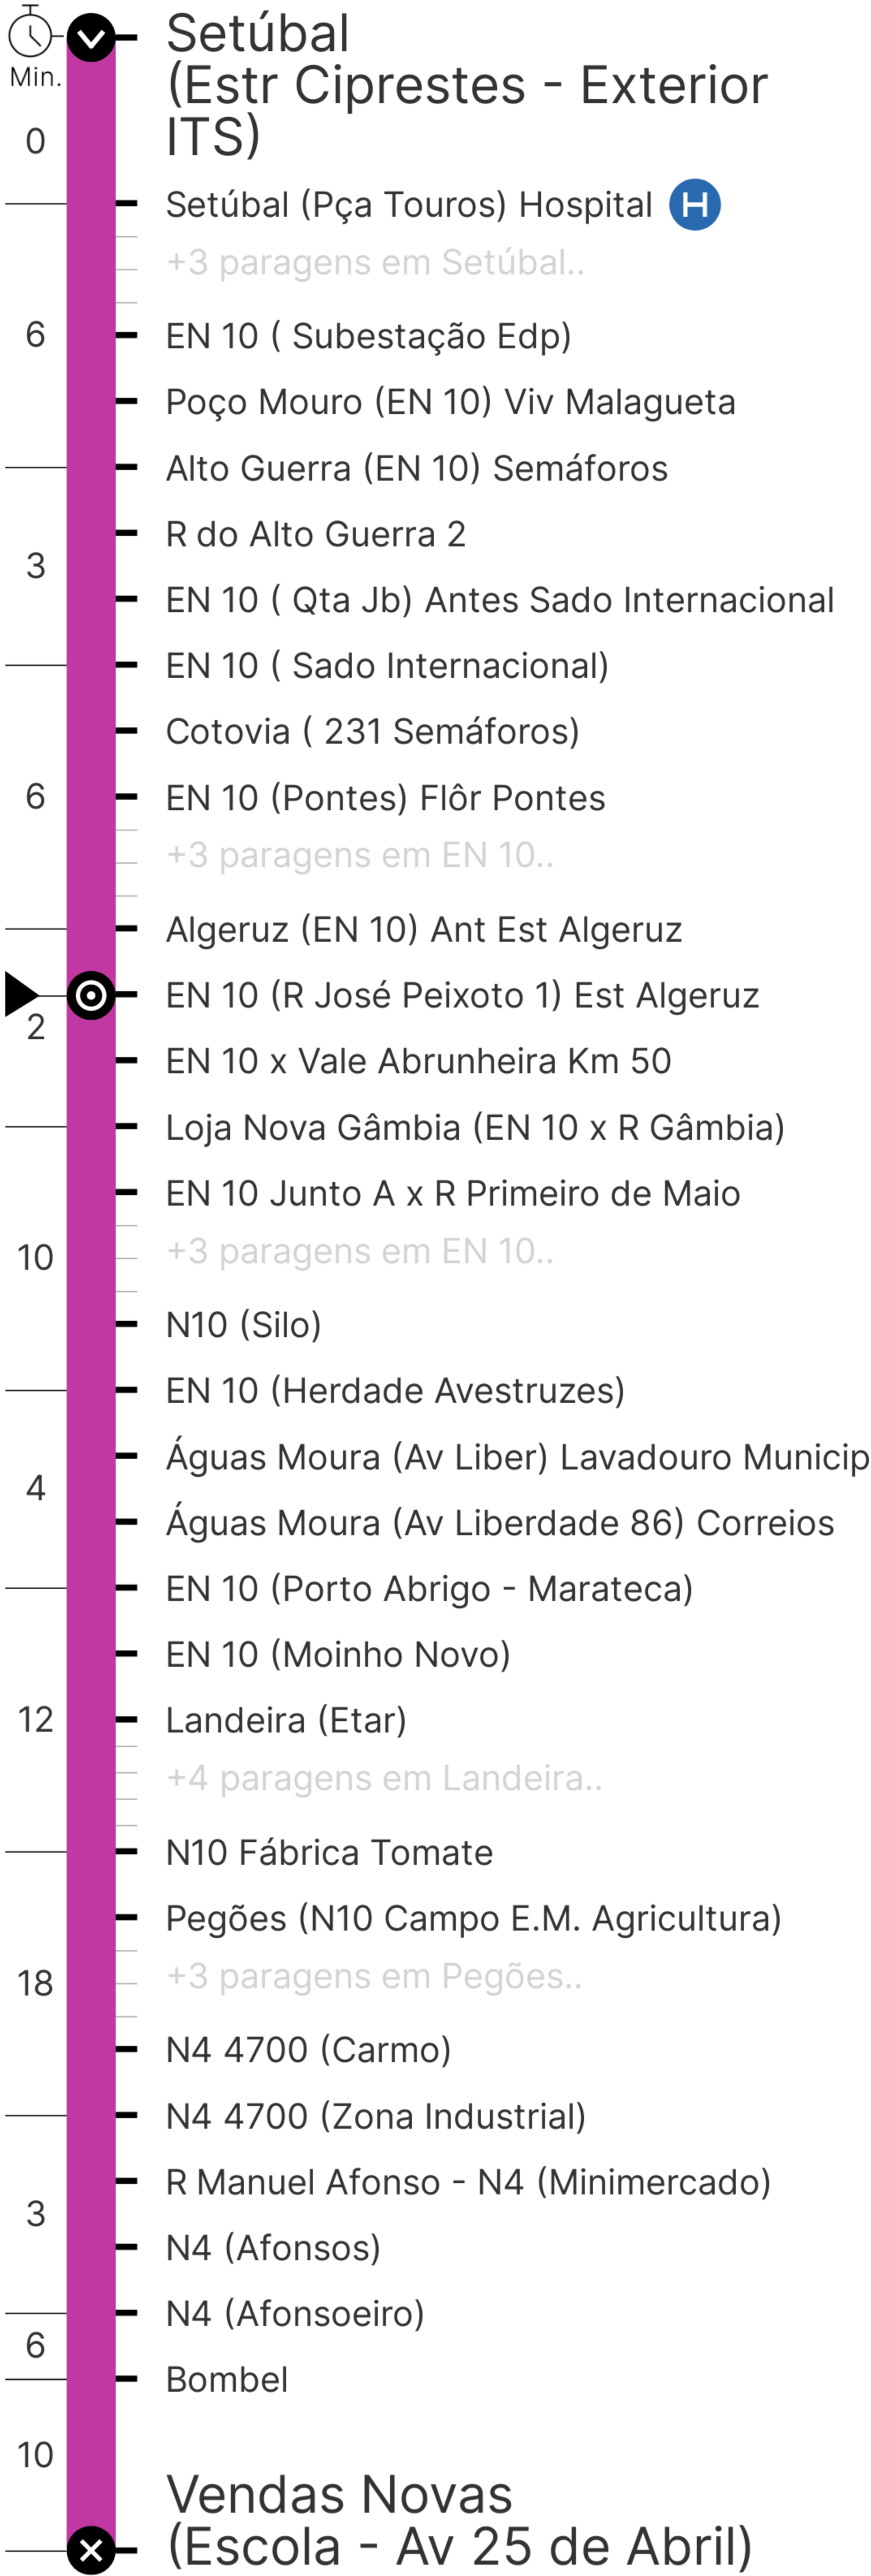 Setúbal
(Estr Ciprestes - Exterior
ITS)
Min.
0
Setúbal (Pça Touros) Hospital H
+3 paragens em Setúbal..
6
EN 10 ( Subestação Edp)
Poço Mouro (EN 10) Viv Malagueta
Alto Guerra (EN 10) Semáforos
R do Alto Guerra 2
3
EN 10 ( Qta Jb) Antes Sado Internacional
EN 10 ( Sado Internacional)
Cotovia ( 231 Semáforos)
6
EN 10 (Pontes) Flôr Pontes
+3 paragens em EN 10..
Algeruz (EN 10) Ant Est Algeruz
EN 10 (R José Peixoto 1) Est Algeruz
2
EN 10 x Vale Abrunheira Km 50
Loja Nova Gâmbia (EN 10 x R Gâmbia)
EN 10 Junto A x R Primeiro de Maio
+3 paragens em EN 10..
10
N10 (Silo)
EN 10 (Herdade Avestruzes)
Águas Moura (Av Liber) Lavadouro Municip
4
Águas Moura (Av Liberdade 86) Correios
EN 10 (Porto Abrigo - Marateca)
EN 10 (Moinho Novo)
12
Landeira (Etar)
+4 paragens em Landeira..
N10 Fábrica Tomate
Pegões (N10 Campo E.M. Agricultura)
+3 paragens em Pegões..
18
N4 4700 (Carmo)
N4 4700 (Zona Industrial)
R Manuel Afonso - N4 (Minimercado)
3
N4 (Afonsos)
N4 (Afonsoeiro)
6
Bombel
10
Vendas Novas
(Escola - Av 25 de Abril)